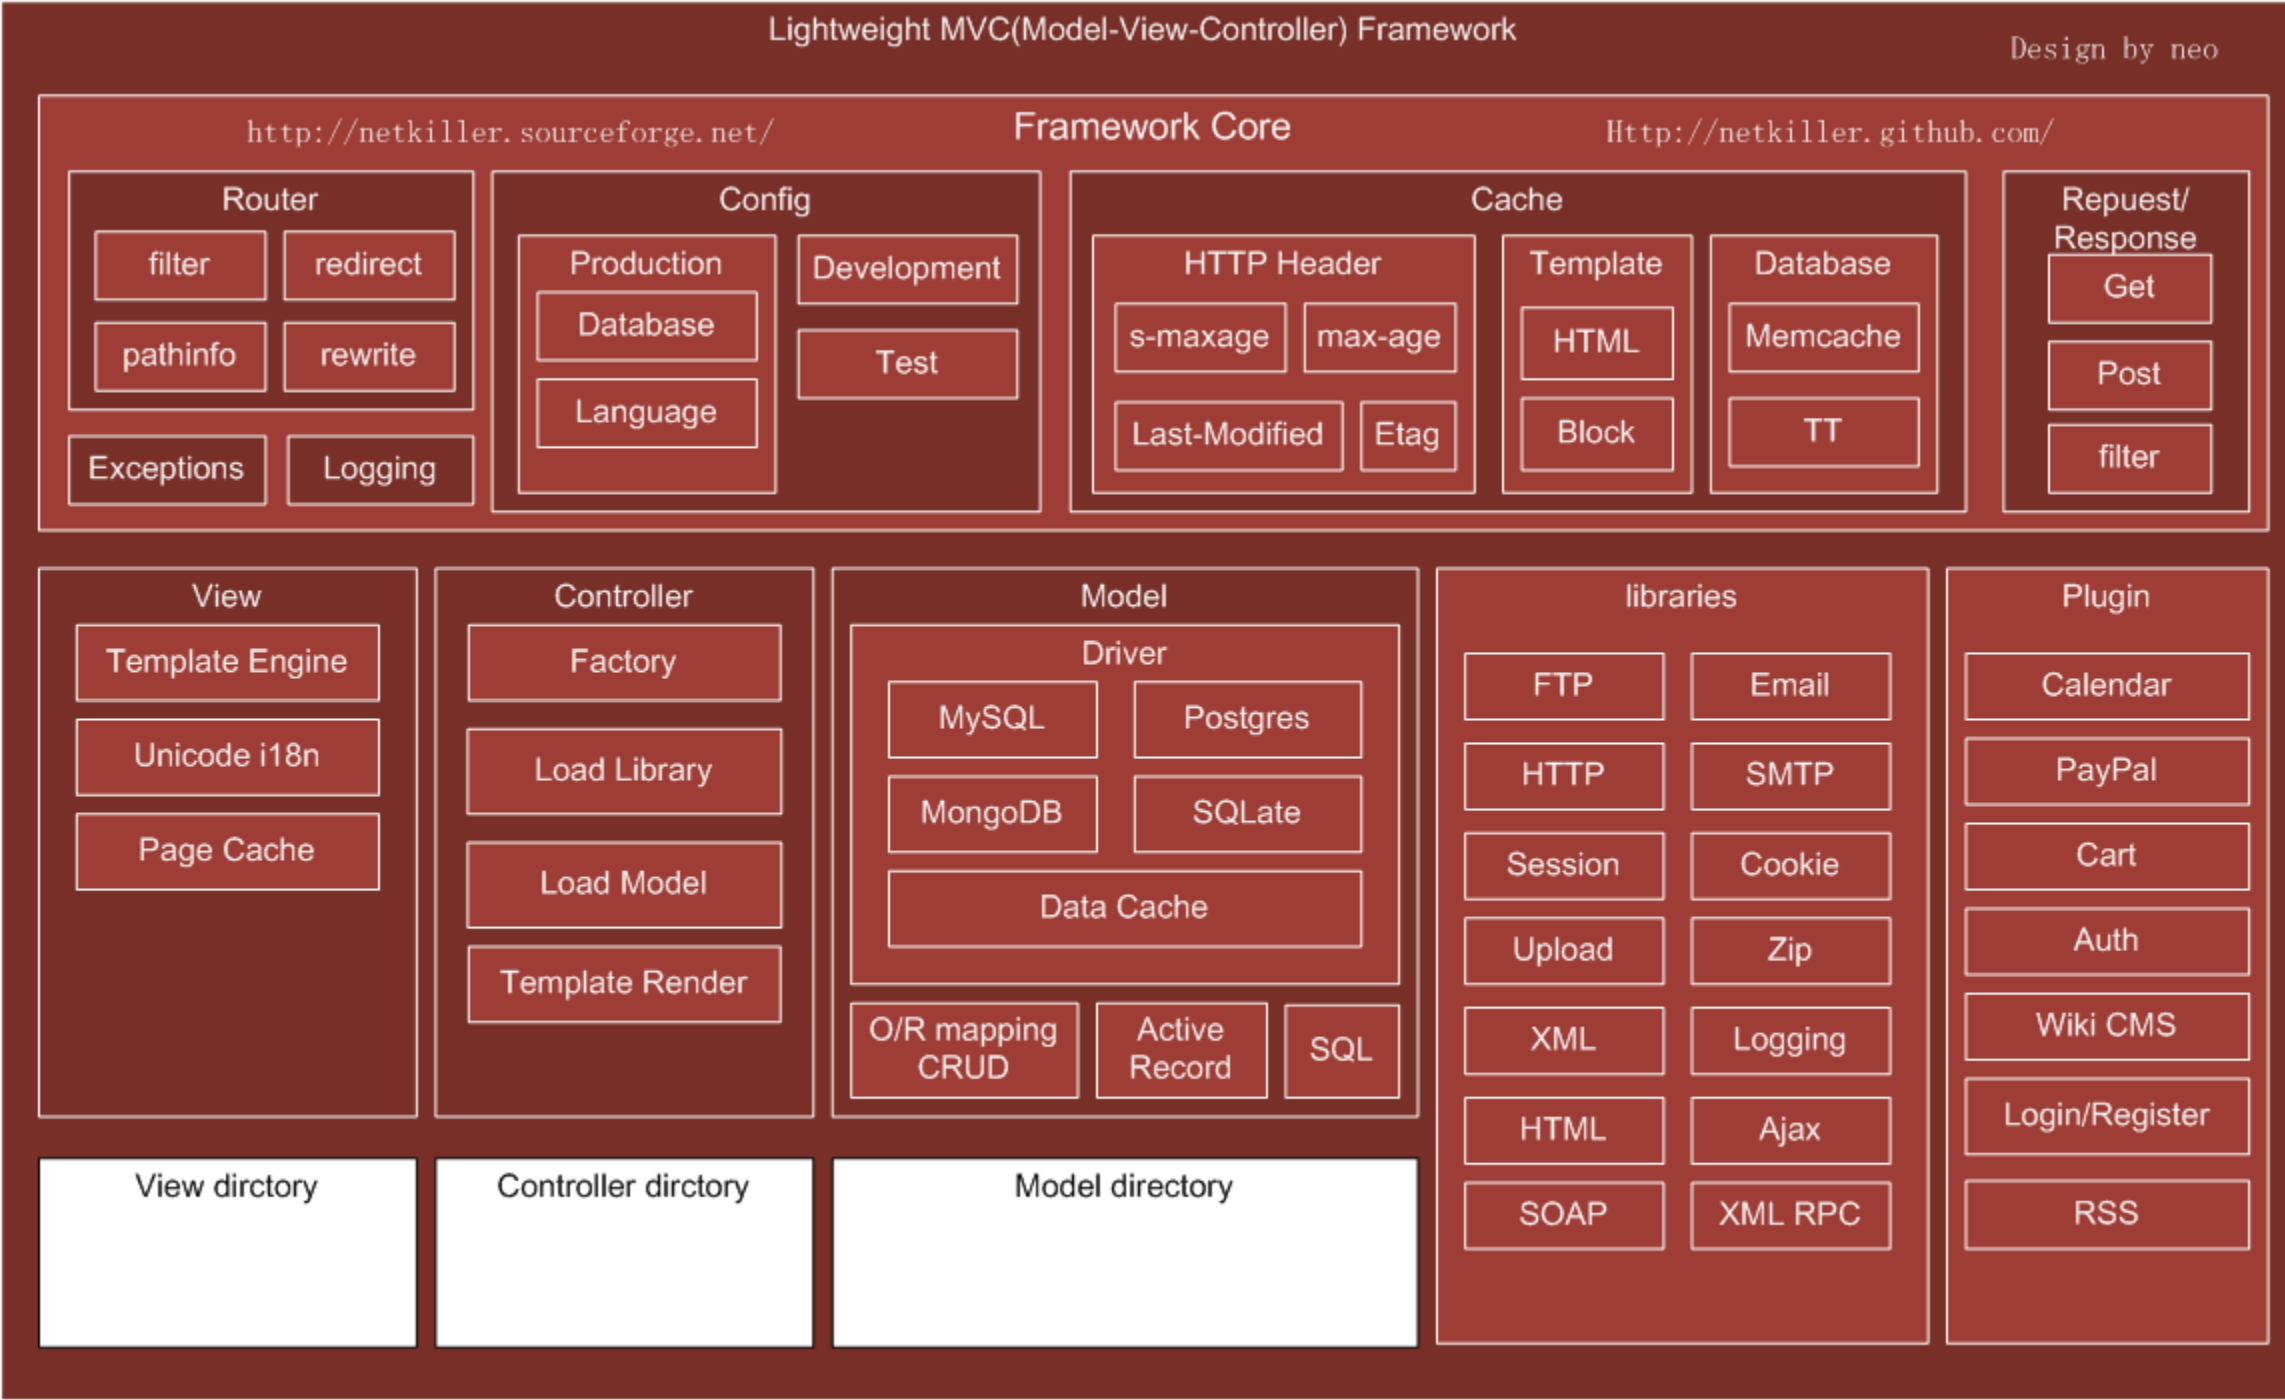 Lightweight MVC(Model-View-Controller) Framework
Design by neo
http://netkiller.sourceforge.net/
Framework Core
Http://netkiller.github.com/
Router
filter
redirect
pathinfo
rewrite
Exceptions
Logging
Config
Production
Database
Language
Development
Test
Cache
HTTP Header
s-maxage
max-age
Last-Modified
Etag
Template
HTML
Block
Database
Memcache
TT
Repuest/
Response
Get
Post
filter
View
Template Engine
Unicode i18n
Page Cache
Controller
Factory
Load Library
Load Model
Template Render
Model
Driver
MySQL
Postgres
MongoDB
SQLate
Data Cache
O/R mapping
CRUD
Active
Record
SQL
libraries
FTP
Email
HTTP
SMTP
Session
Cookie
Upload
Zip
XML
Logging
HTML
Ajax
SOAP
XML RPC
Plugin
Calendar
PayPal
Cart
Auth
Wiki CMS
Login/Register
RSS
View dirctory
Controller dirctory
Model directory